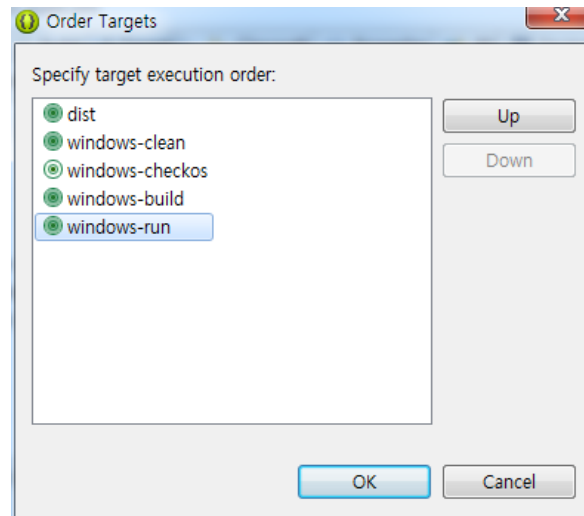 Order Targets
Specify target execution order:
dist
windows-clean
windows-checkos
windows-build
windows-run
Up
Down
OK
Cancel